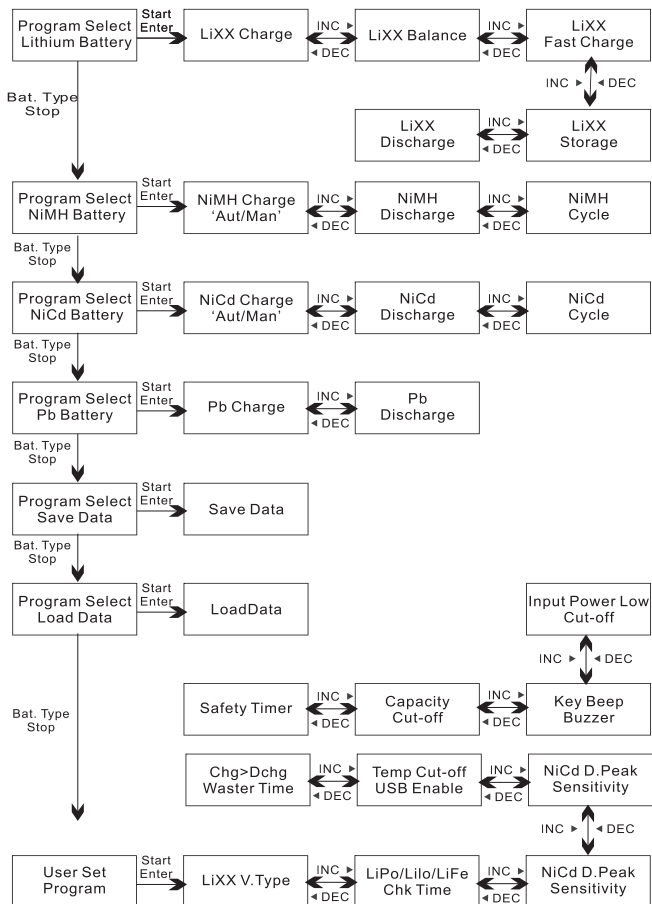 Program Select
Lithium Battery
Start
Enter
LiXX Charge
INC ▶
◀ DEC
LiXX Balance
INC ▶
◀ DEC
LiXX
Fast Charge
Bat. Type
Stop
INC ▶ ◀ DEC
LiXX
Discharge
INC ▶
◀ DEC
LiXX
Storage
Program Select
NiMH Battery
Start
Enter
NiMH Charge
'Aut/Man'
INC ▶
◀ DEC
NiMH
Discharge
INC ▶
◀ DEC
NiMH
Cycle
Bat. Type
Stop
Program Select
NiCd Battery
Start
Enter
NiCd Charge
'Aut/Man'
INC ▶
◀ DEC
NiCd
Discharge
INC ▶
◀ DEC
NiCd
Cycle
Bat. Type
Stop
Program Select
Pb Battery
Start
Enter
Pb Charge
INC ▶
◀ DEC
Pb
Discharge
Bat. Type
Stop
Program Select
Save Data
Start
Enter
Save Data
Bat. Type
Stop
Program Select
Load Data
Start
Enter
LoadData
Input Power Low
Cut-off
INC ▶ ◀ DEC
Bat. Type
Stop
Safety Timer
INC ▶
◀ DEC
Capacity
Cut-off
INC ▶
◀ DEC
Key Beep
Buzzer
Chg>Dchg
Waster Time
INC ▶
◀ DEC
Temp Cut-off
USB Enable
INC ▶
◀ DEC
NiCd D.Peak
Sensitivity
INC ▶ ◀ DEC
User Set
Program
Start
Enter
LiXX V.Type
INC ▶
◀ DEC
LiPo/LiIo/LiFe
Chk Time
INC ▶
◀ DEC
NiCd D.Peak
Sensitivity